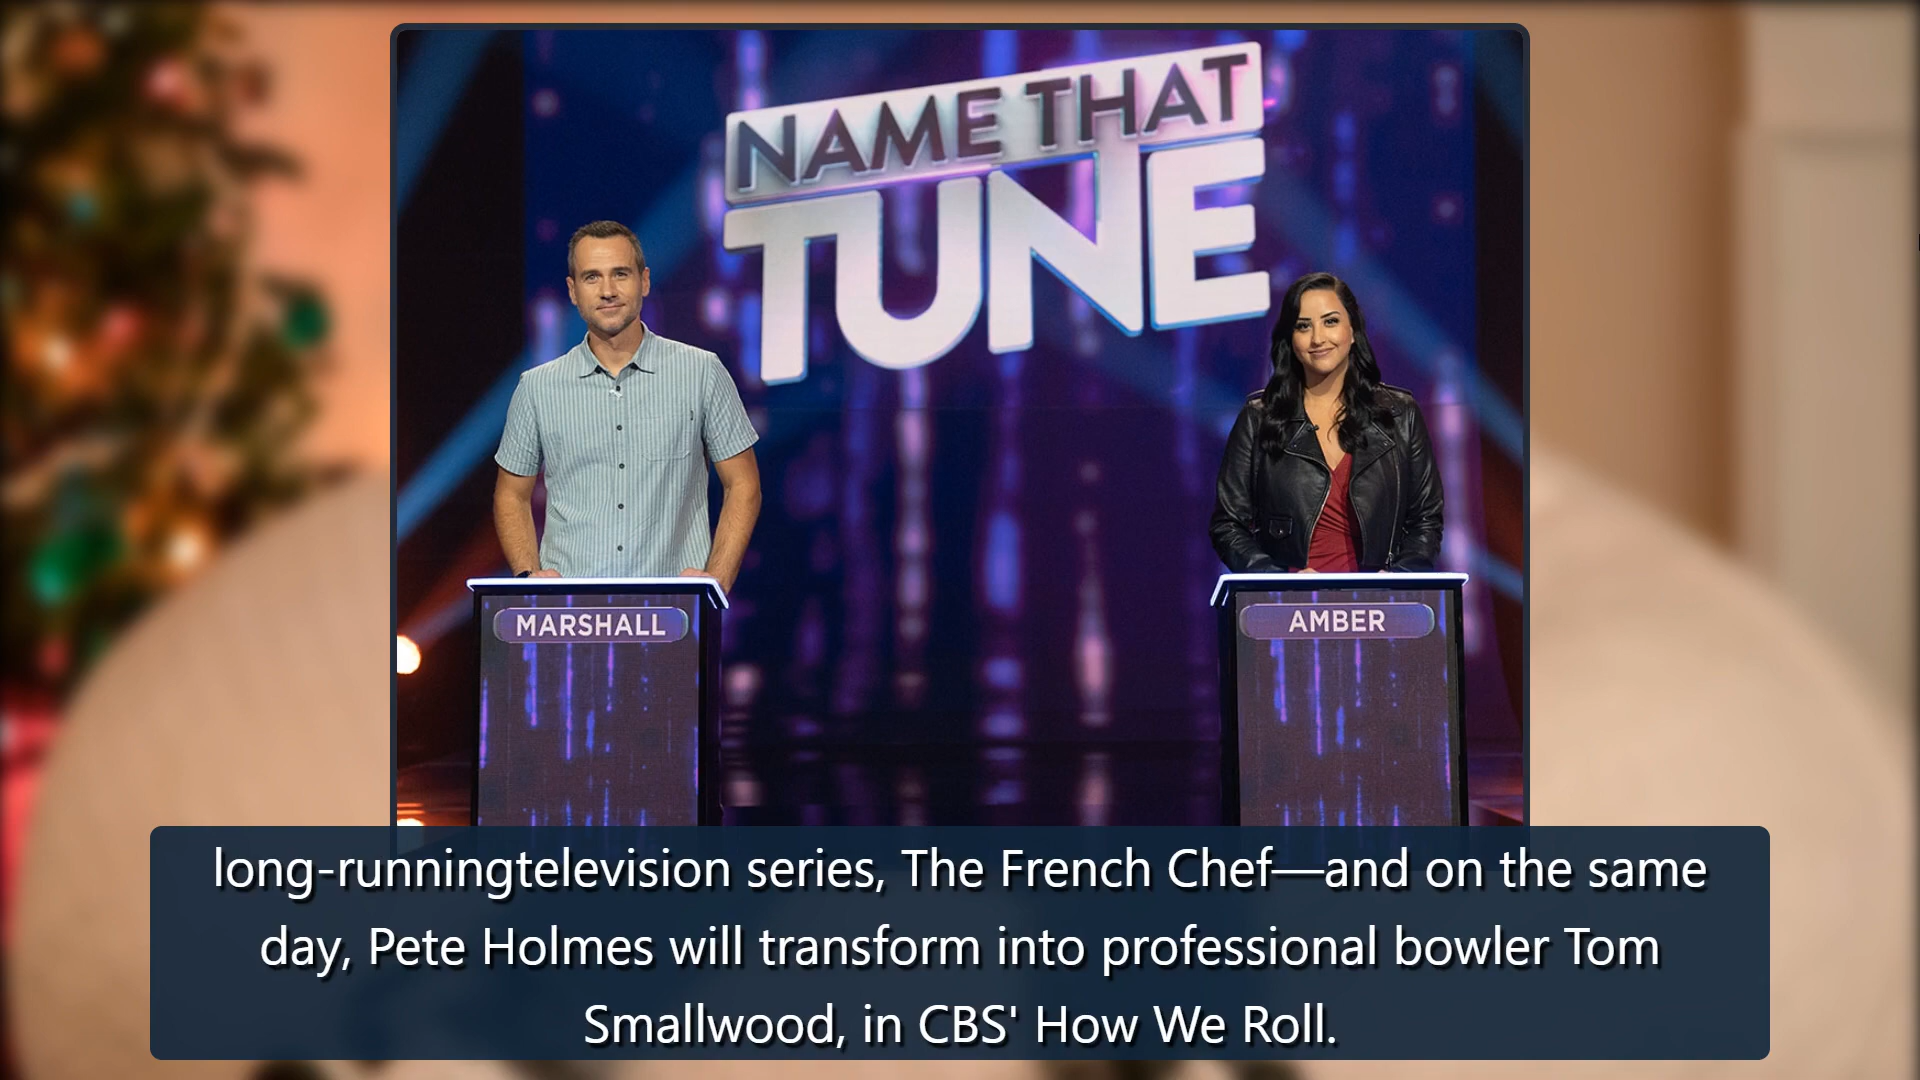 NAME THAT
TUNE
MARSHALL
AMBER
long-runningtelevision series, The French Chef—and on the same
day, Pete Holmes will transform into professional bowler Tom
Smallwood, in CBS' How We Roll.